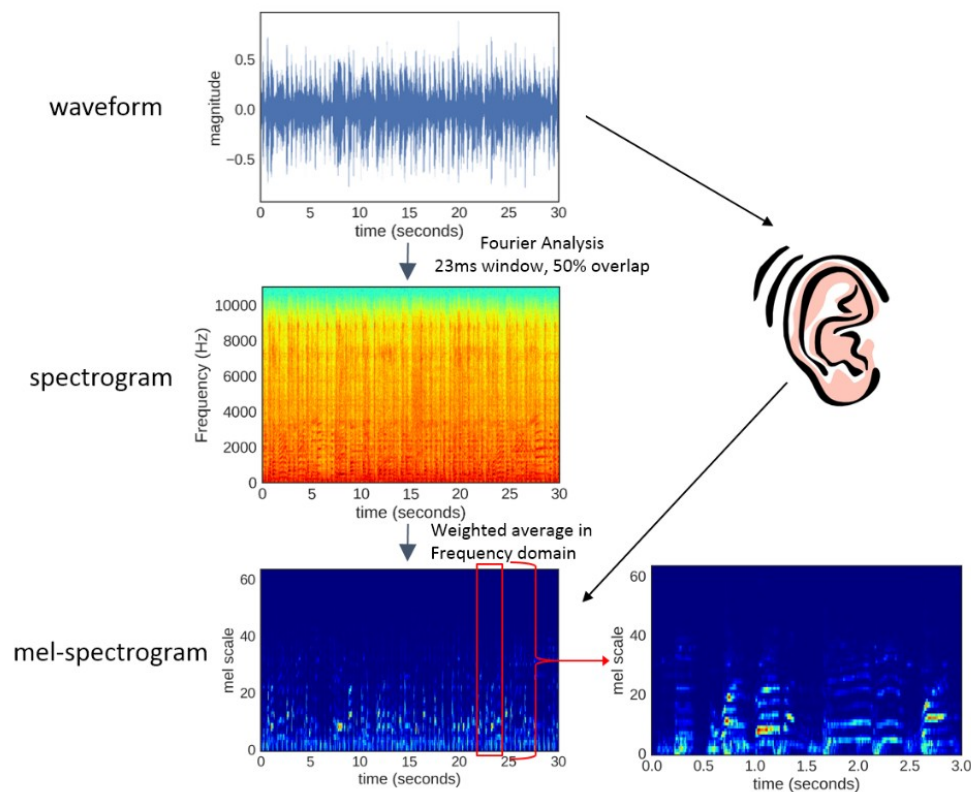 waveform
magnitude
0.5
0.0
−0.5
0 5 10 15 20 25 30
time (seconds)
Fourier Analysis
23ms window, 50% overlap
spectrogram
Frequency (Hz)
10000
8000
6000
4000
2000
0
0 5 10 15 20 25 30
time (seconds)
Weighted average in
Frequency domain
mel-spectrogram
mel scale
60
40
20
0
0 5 10 15 20 25 30
time (seconds)
mel scale
60
40
20
0
0.0 0.5 1.0 1.5 2.0 2.5 3.0
time (seconds)